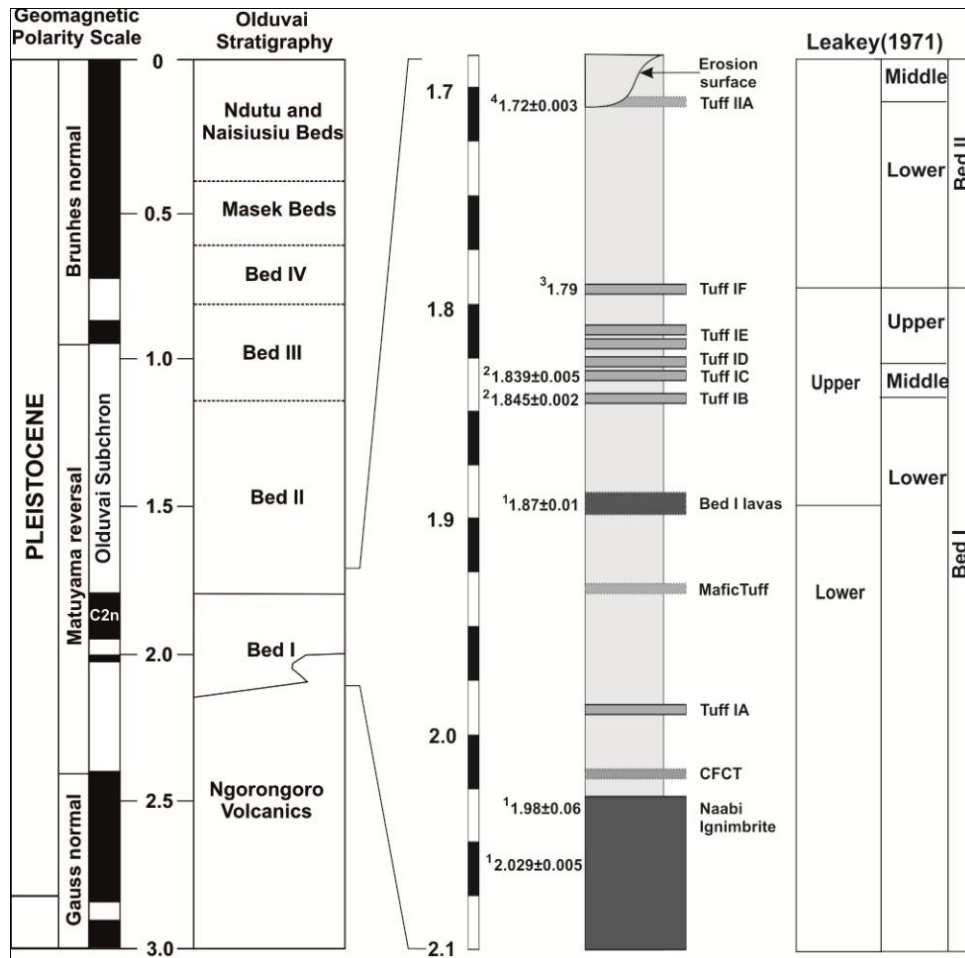 Geomagnetic
Polarity Scale
Olduvai
Stratigraphy
Leakey(1971)
PLEISTOCENE
Brunhes normal
Matuyama reversal
Gauss normal
Olduvai Subchron
C2n
0
0.5
1.0
1.5
2.0
2.5
3.0
Ndutu and
Naisiusiu Beds
Masek Beds
Bed IV
Bed III
Bed II
Bed I
Ngorongoro
Volcanics
1.7
1.8
1.9
2.0
2.1
⁴1.72±0.003
³1.79
²1.839±0.005
²1.845±0.002
¹1.87±0.01
¹1.98±0.06
¹2.029±0.005
Erosion
surface
Tuff IIA
Tuff IF
Tuff IE
Tuff ID
Tuff IC
Tuff IB
Bed I lavas
MaficTuff
Tuff IA
CFCT
Naabi
Ignimbrite
Upper
Lower
Middle
Lower
Upper
Middle
Lower
Bed II
Bed I